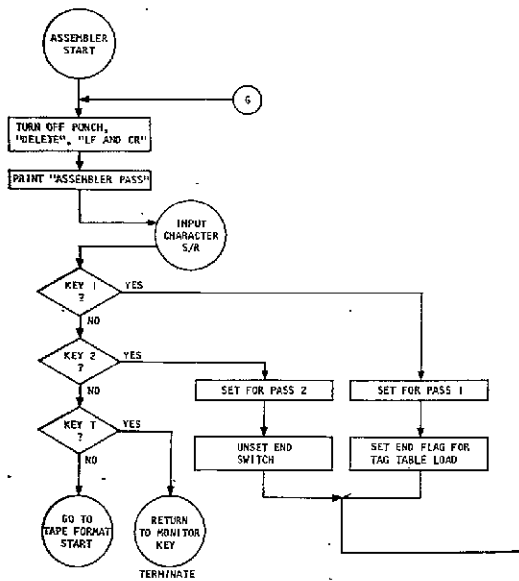 ASSEMBLER
START
G
TURN OFF PUNCH,
"DELETE", "LF AND CR"
PRINT "ASSEMBLER PASS"
INPUT
CHARACTER
S/R
KEY 1
?
YES
NO
KEY 2
?
YES
NO
SET FOR PASS 2
SET FOR PASS 1
KEY T
?
YES
NO
UNSET END
SWITCH
SET END FLAG FOR
TAG TABLE LOAD
GO TO
TAPE FORMAT
START
RETURN
TO MONITOR
KEY
TERMINATE